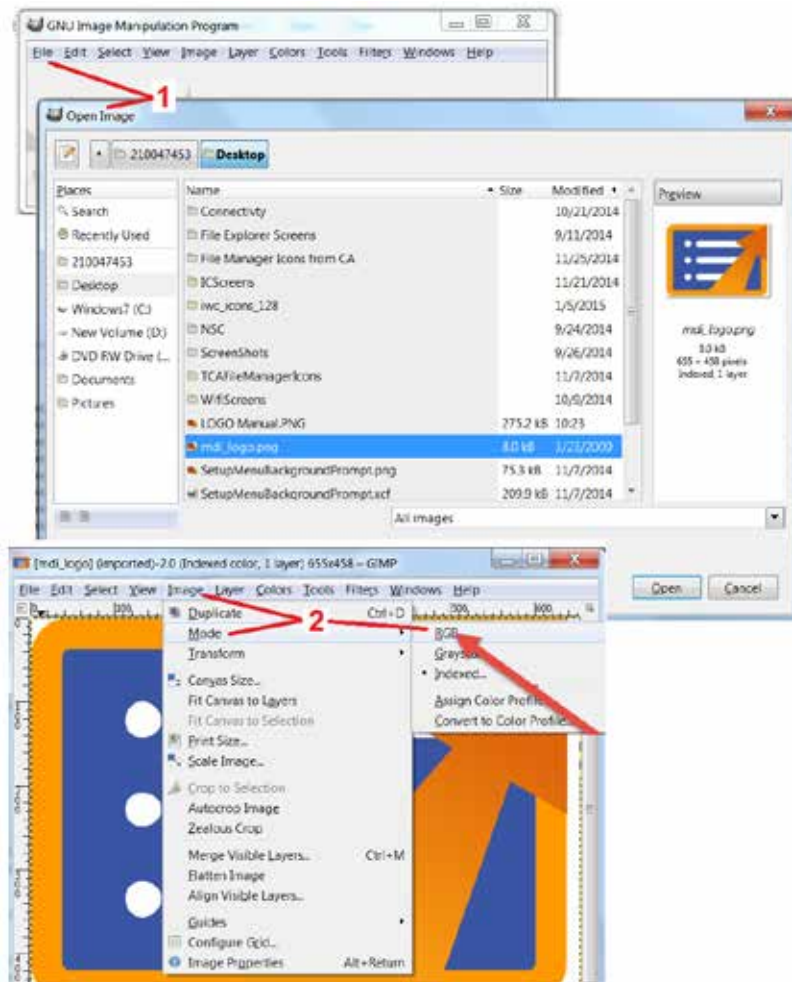 GNU Image Manipulation Program
File Edit Select View Image Layer Colors Tools Filters Windows Help
1
Open Image
210047453 Desktop
Places
Search
Recently Used
210047453
Desktop
Windows7 (C:)
New Volume (D:)
DVD RW Drive (...
Documents
Pictures
Name Size Modified
Connectivty 10/21/2014
File Explorer Screens 9/11/2014
File Manager Icons from CA 11/25/2014
ICScreens 11/21/2014
iwc_icons_128 1/5/2015
NSC 9/24/2014
ScreenShots 9/26/2014
TCAFileManagerIcons 11/7/2014
WifiScreens 10/9/2014
LOGO Manual.PNG 275.2 kB 10:23
mdi_logo.png 8.0 kB
SetupMenuBackgroundPrompt.png 75.3 kB 11/7/2014
SetupMenuBackgroundPrompt.xcf 209.9 kB 11/7/2014
Preview
mdi_logo.png
8.0 kB
655 × 458 pixels
Indexed, 1 layer
All images
Open Cancel
[mdi_logo] (imported)-2.0 (Indexed color, 1 layer) 655x458 – GIMP
File Edit Select View Image Layer Colors Tools Filters Windows Help
2
Duplicate Ctrl+D
Mode
Transform
Canvas Size...
Fit Canvas to Layers
Fit Canvas to Selection
Print Size...
Scale Image...
Crop to Selection
Autocrop Image
Zealous Crop
Merge Visible Layers... Ctrl+M
Flatten Image
Align Visible Layers...
Guides
Configure Grid...
Image Properties Alt+Return
RGB
Indexed...
Assign Color
Convert to Color